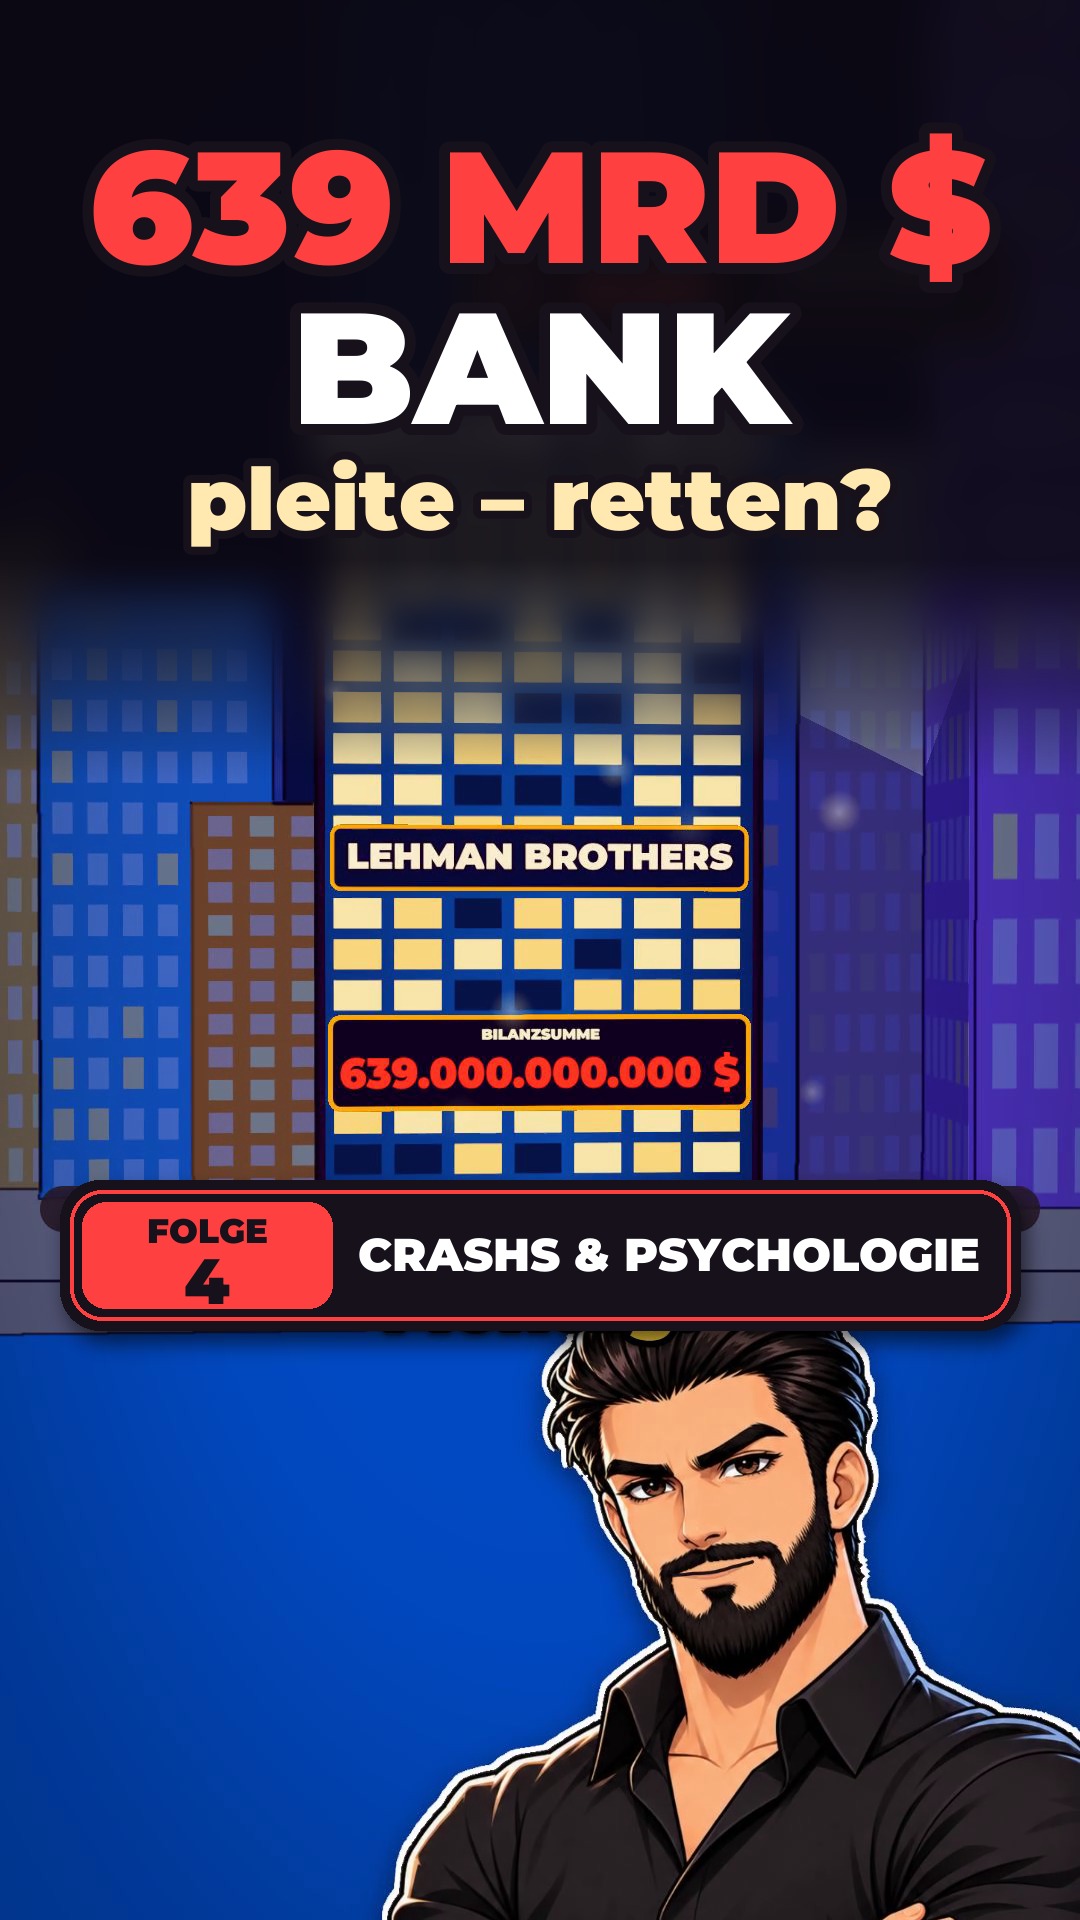 639 MRD $
BANK
pleite – retten?
LEHMAN BROTHERS
BILANZSUMME
639.000.000.000 $
FOLGE
4
CRASHS & PSYCHOLOGIE